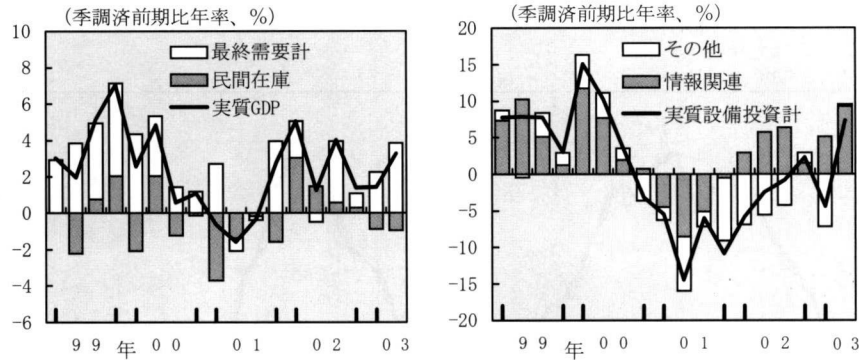 (季調済前期比年率、%)
10
8
6
4
2
0
-2
-4
-6
最終需要計
民間在庫
実質GDP
99 年 00 01 02 03
(季調済前期比年率、%)
20
15
10
5
0
-5
-10
-15
-20
その他
情報関連
実質設備投資計
99 年 00 01 02 03